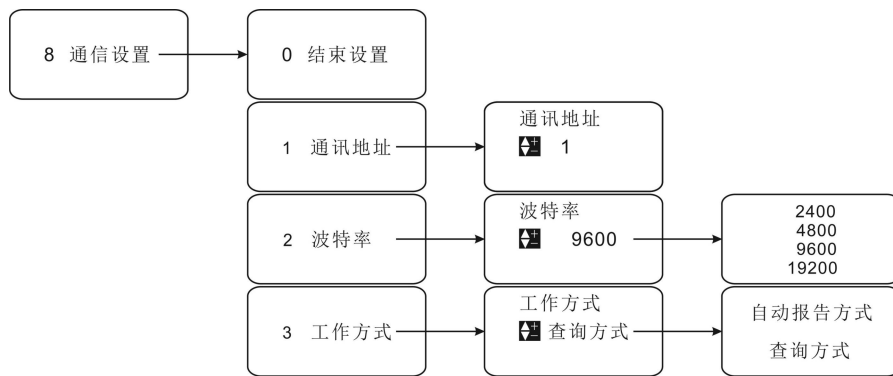 8 通信设置
0 结束设置
1 通讯地址
通讯地址
1
2 波特率
波特率
9600
2400
4800
9600
19200
3 工作方式
工作方式
查询方式
自动报告方式
查询方式